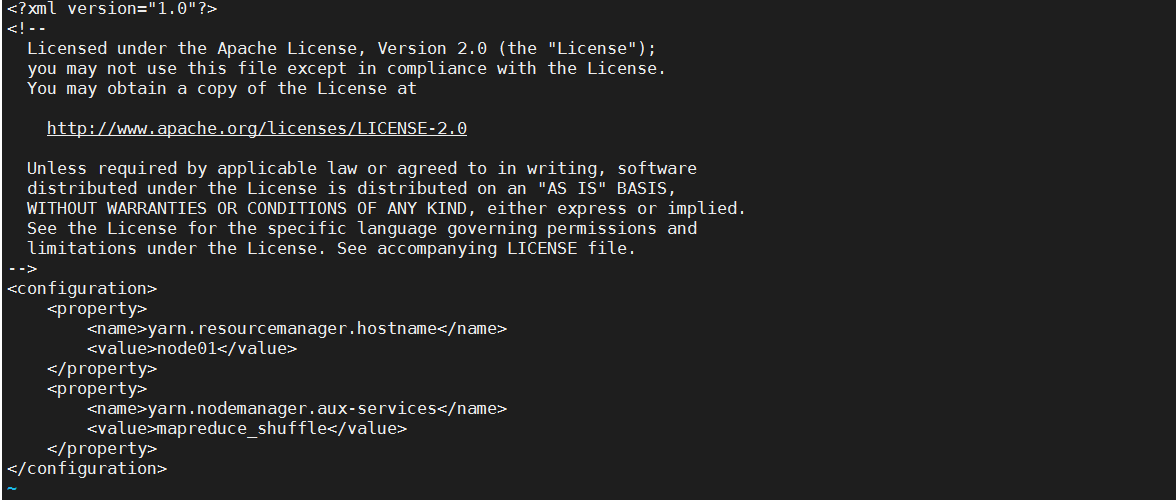 <?xml version="1.0"?>
<!--
  Licensed under the Apache License, Version 2.0 (the "License");
  you may not use this file except in compliance with the License.
  You may obtain a copy of the License at

    http://www.apache.org/licenses/LICENSE-2.0

  Unless required by applicable law or agreed to in writing, software
  distributed under the License is distributed on an "AS IS" BASIS,
  WITHOUT WARRANTIES OR CONDITIONS OF ANY KIND, either express or implied.
  See the License for the specific language governing permissions and
  limitations under the License. See accompanying LICENSE file.
-->
<configuration>
    <property>
        <name>yarn.resourcemanager.hostname</name>
        <value>node01</value>
    </property>
    <property>
        <name>yarn.nodemanager.aux-services</name>
        <value>mapreduce_shuffle</value>
    </property>
</configuration>
~